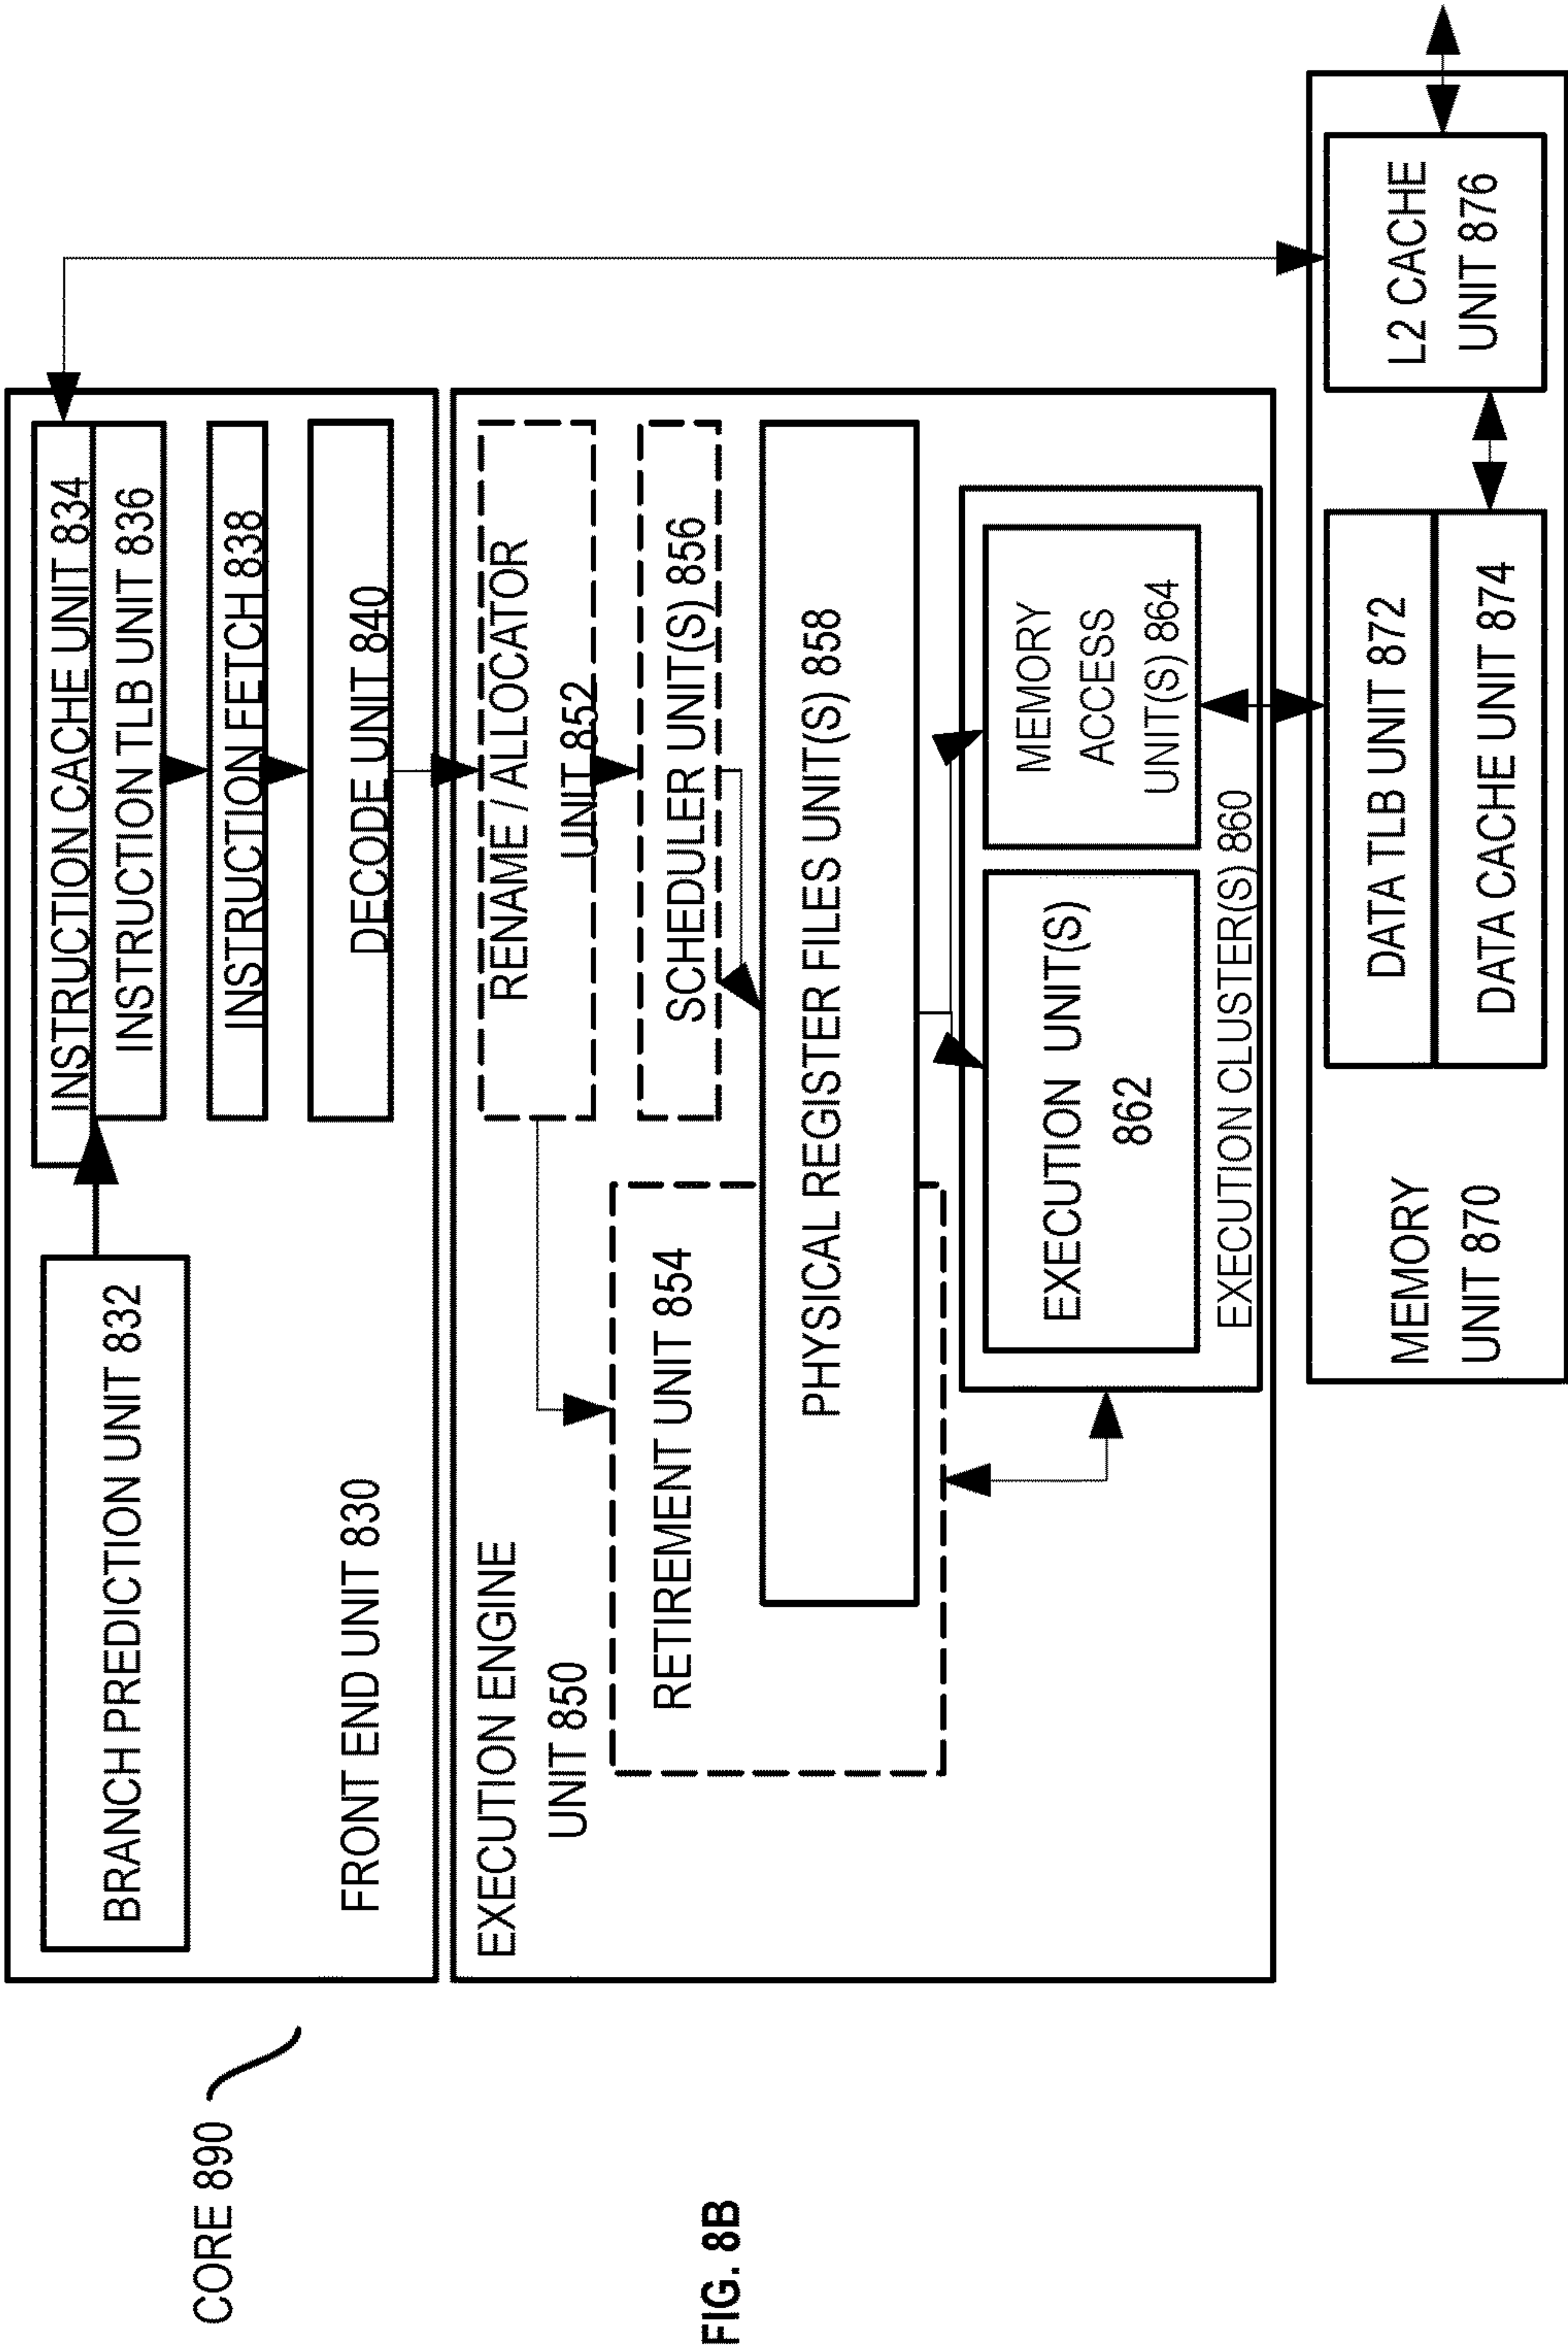 CORE 890
BRANCH PREDICTION UNIT 832
INSTRUCTION CACHE UNIT 834
INSTRUCTION TLB UNIT 836
INSTRUCTION FETCH 838
FRONT END UNIT 830
DECODE UNIT 840
EXECUTION ENGINE
UNIT 850
RENAME / ALLOCATOR
UNIT 852
RETIREMENT UNIT 854
SCHEDULER UNIT(S) 856
PHYSICAL REGISTER FILES UNIT(S) 858
EXECUTION UNIT(S)
862
MEMORY
ACCESS
UNIT(S) 864
EXECUTION CLUSTER(S) 860
MEMORY
UNIT 870
DATA TLB UNIT 872
DATA CACHE UNIT 874
L2 CACHE
UNIT 876
FIG. 8B